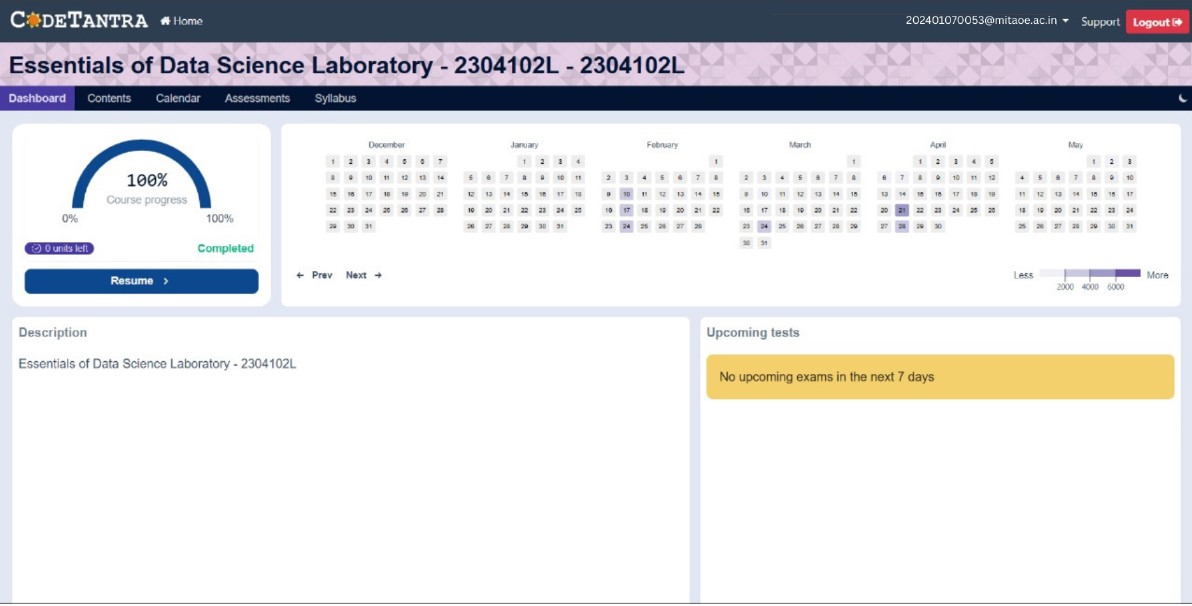 CODETANTRA Home 202401070053@mitaoe.ac.in Support Logout
Essentials of Data Science Laboratory - 2304102L - 2304102L
Dashboard Contents Calendar Assessments Syllabus
100%
Course progress
0% 100%
0 units left Completed
Resume
December
1 2 3 4 5 6 7
8 9 10 11 12 13 14
15 16 17 18 19 20 21
22 23 24 25 26 27 28
29 30 31
January
1 2 3 4
5 6 7 8 9 10 11
12 13 14 15 16 17 18
19 20 21 22 23 24 25
26 27 28 29 30 31
February
1
2 3 4 5 6 7 8
9 10 11 12 13 14 15
16 17 18 19 20 21 22
23 24 25 26 27 28
March
1
2 3 4 5 6 7 8
9 10 11 12 13 14 15
16 17 18 19 20 21 22
23 24 25 26 27 28 29
30 31
April
1 2 3 4 5
6 7 8 9 10 11 12
13 14 15 16 17 18 19
20 21 22 23 24 25 26
27 28 29 30
May
1 2 3
4 5 6 7 8 9 10
11 12 13 14 15 16 17
18 19 20 21 22 23 24
25 26 27 28 29 30 31
← Prev Next →
Less More
2000 4000 6000
Description
Essentials of Data Science Laboratory - 2304102L
Upcoming tests
No upcoming exams in the next 7 days